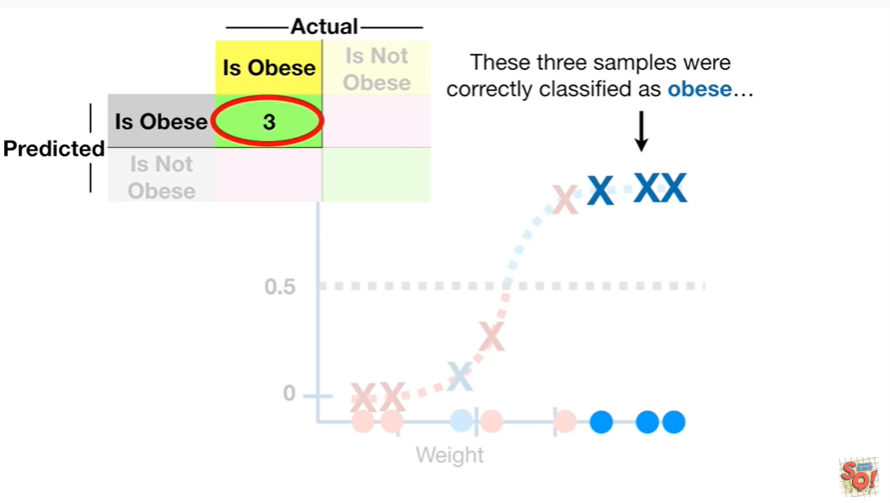 Actual
Is Obese
Is Not
Obese
These three samples were
correctly classified as obese...
Predicted
Is Obese
3
Is Not
Obese
X X X X
0.5
X
X
0
X X
Weight
SQ!